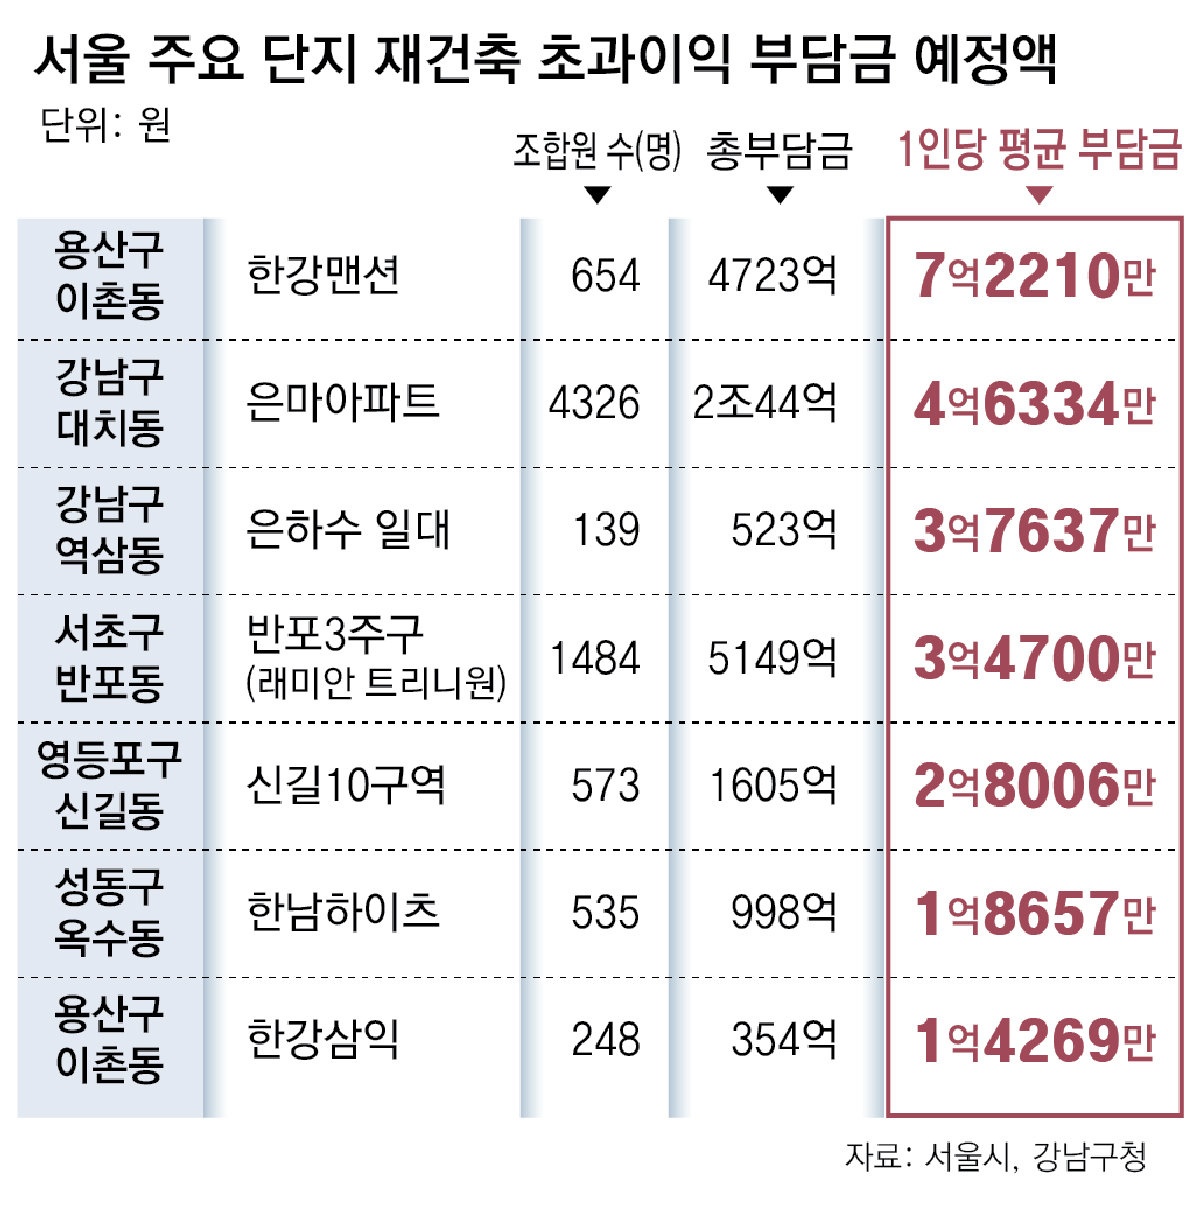 서울 주요 단지 재건축 초과이익 부담금 예정액
단위: 원
조합원 수(명) 총부담금 1인당 평균 부담금
용산구
이촌동
한강맨션 654 4723억 7억2210만
강남구
대치동
은마아파트 4326 2조44억 4억6334만
강남구
역삼동
은하수 일대 139 523억 3억7637만
서초구
반포동
반포3주구
(래미안 트리니원)
1484 5149억 3억4700만
영등포구
신길동
신길10구역 573 1605억 2억8006만
성동구
옥수동
한남하이츠 535 998억 1억8657만
용산구
이촌동
한강삼익 248 354억 1억4269만
자료: 서울시, 강남구청